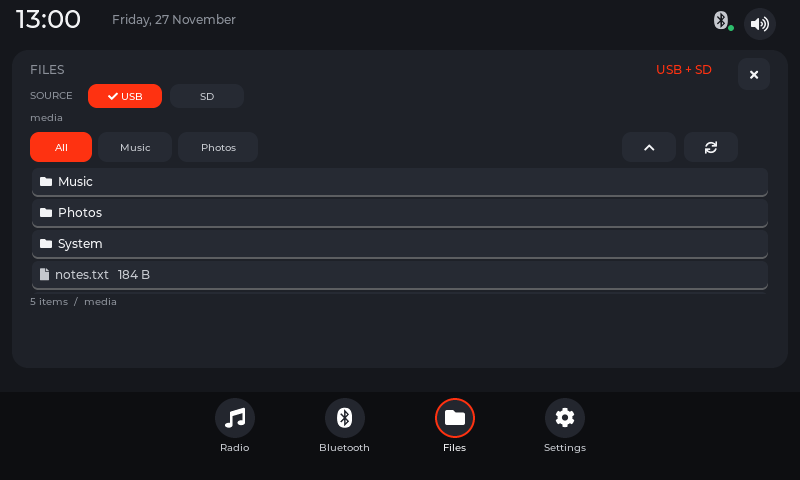 13:00 Friday, 27 November
FILES USB + SD
SOURCE USB SD
media
All Music Photos
Music
Photos
System
notes.txt 184 B
5 items / media
Radio Bluetooth Files Settings